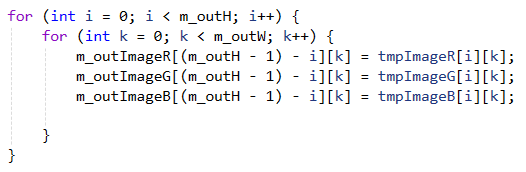 for (int i = 0; i < m_outH; i++) {
    for (int k = 0; k < m_outW; k++) {
        m_outImageR[(m_outH - 1) - i][k] = tmpImageR[i][k];
        m_outImageG[(m_outH - 1) - i][k] = tmpImageG[i][k];
        m_outImageB[(m_outH - 1) - i][k] = tmpImageB[i][k];

    }
}